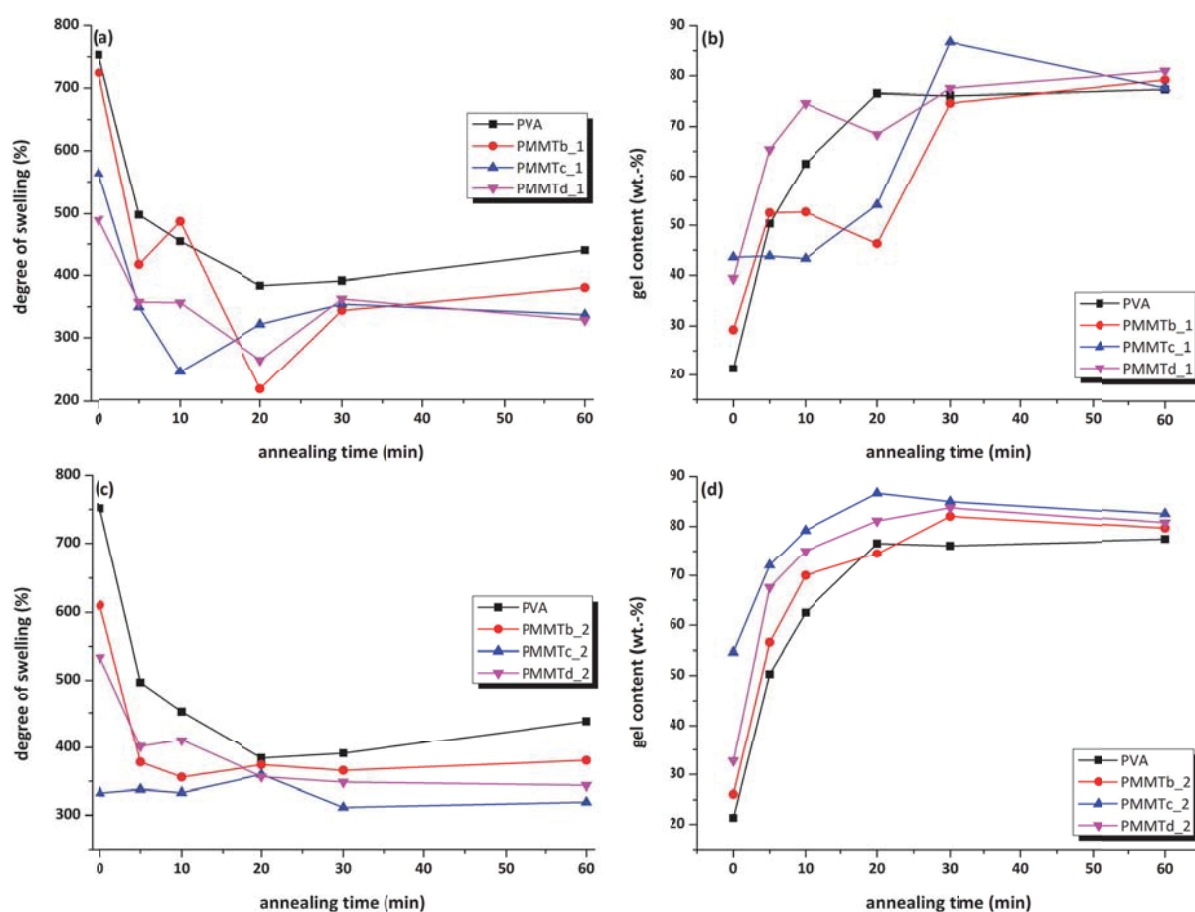 (a)
800
700
600
500
400
300
200
degree of swelling (%)
PVA
PMMTb_1
PMMTc_1
PMMTd_1
0 10 20 30 40 50 60
annealing time (min)
(b)
90
80
70
60
50
40
30
20
gel content (wt.-%)
PVA
PMMTb_1
PMMTc_1
PMMTd_1
0 10 20 30 40 50 60
annealing time (min)
(c)
800
700
600
500
400
300
degree of swelling (%)
PVA
PMMTb_2
PMMTc_2
PMMTd_2
0 10 20 30 40 50 60
annealing time (min)
(d)
90
80
70
60
50
40
30
20
gel content (wt.-%)
PVA
PMMTb_2
PMMTc_2
PMMTd_2
0 10 20 30 40 50 60
annealing time (min)